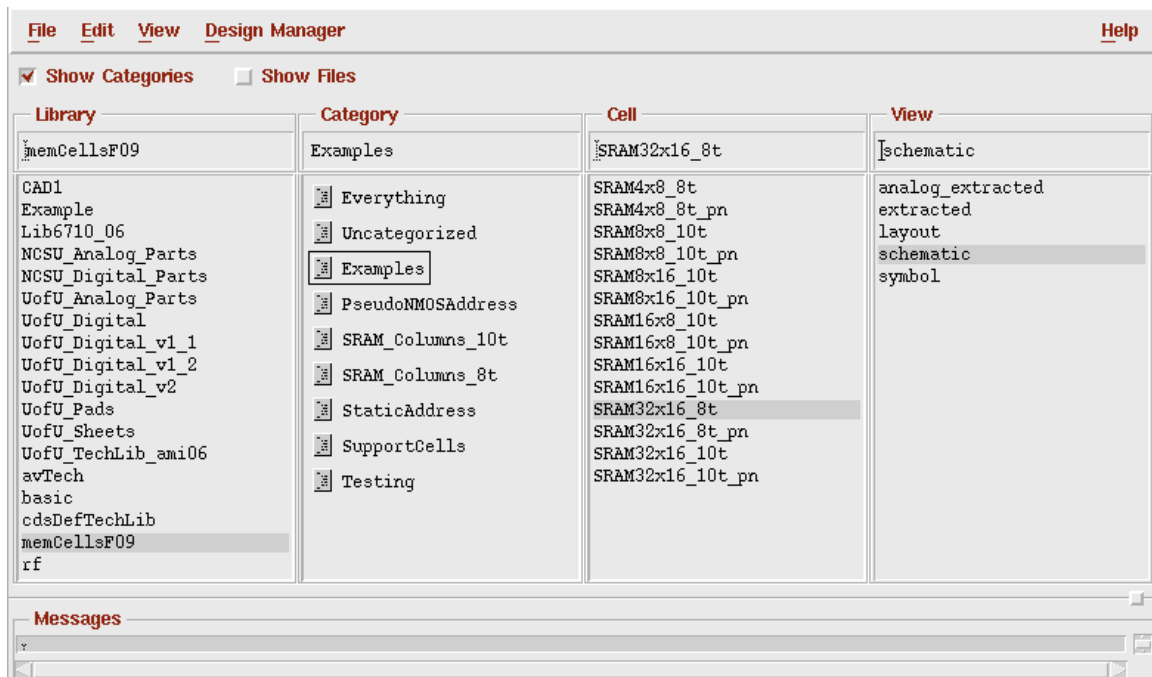 File Edit View Design Manager Help
Show Categories Show Files
Library
memCellsF09
CAD1
Example
Lib6710_06
NCSU_Analog_Parts
NCSU_Digital_Parts
UofU_Analog_Parts
UofU_Digital
UofU_Digital_v1_1
UofU_Digital_v1_2
UofU_Digital_v2
UofU_Pads
UofU_Sheets
UofU_TechLib_ami06
avTech
basic
cdsDefTechLib
memCellsF09
rf
Category
Examples
Everything
Uncategorized
Examples
PseudoNMOSAddress
SRAM_Columns_10t
SRAM_Columns_8t
StaticAddress
SupportCells
Testing
Cell
SRAM32x16_8t
SRAM4x8_8t
SRAM4x8_8t_pn
SRAM8x8_10t
SRAM8x8_10t_pn
SRAM8x16_10t
SRAM8x16_10t_pn
SRAM16x8_10t
SRAM16x8_10t_pn
SRAM16x16_10t
SRAM16x16_10t_pn
SRAM32x16_8t
SRAM32x16_8t_pn
SRAM32x16_10t
SRAM32x16_10t_pn
View
schematic
analog_extracted
extracted
layout
schematic
symbol
Messages